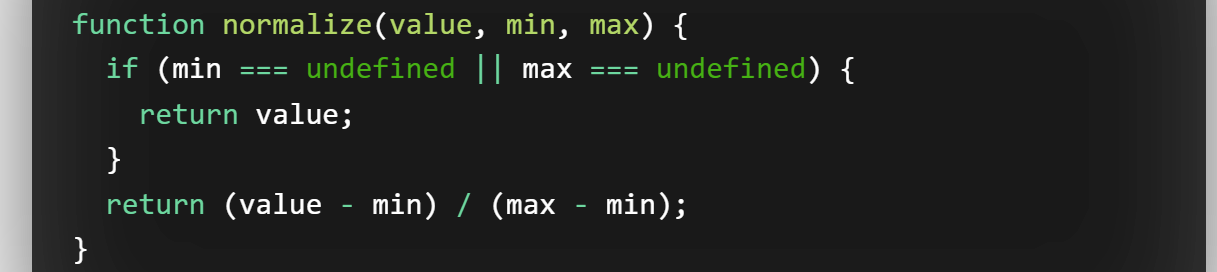 function normalize(value, min, max) {
  if (min === undefined || max === undefined) {
    return value;
  }
  return (value - min) / (max - min);
}